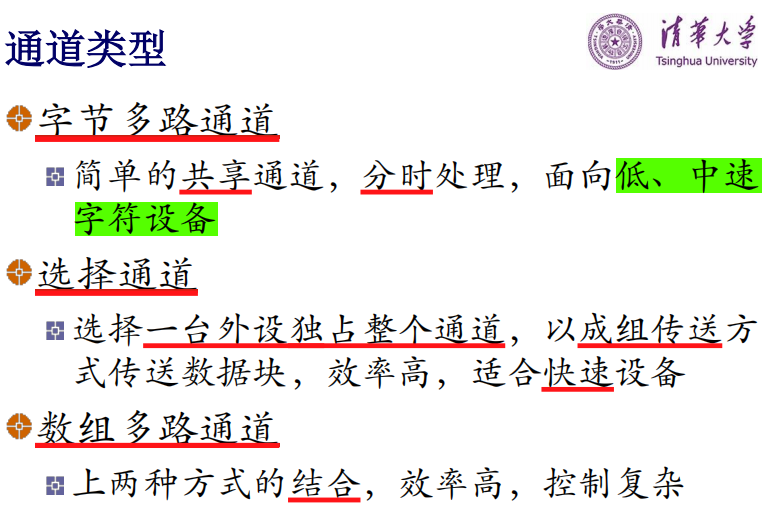 通道类型
清华大学
Tsinghua University
字节多路通道
简单的共享通道，分时处理，面向低、中速
字符设备
选择通道
选择一台外设独占整个通道，以成组传送方
式传送数据块，效率高，适合快速设备
数组多路通道
上两种方式的结合，效率高，控制复杂